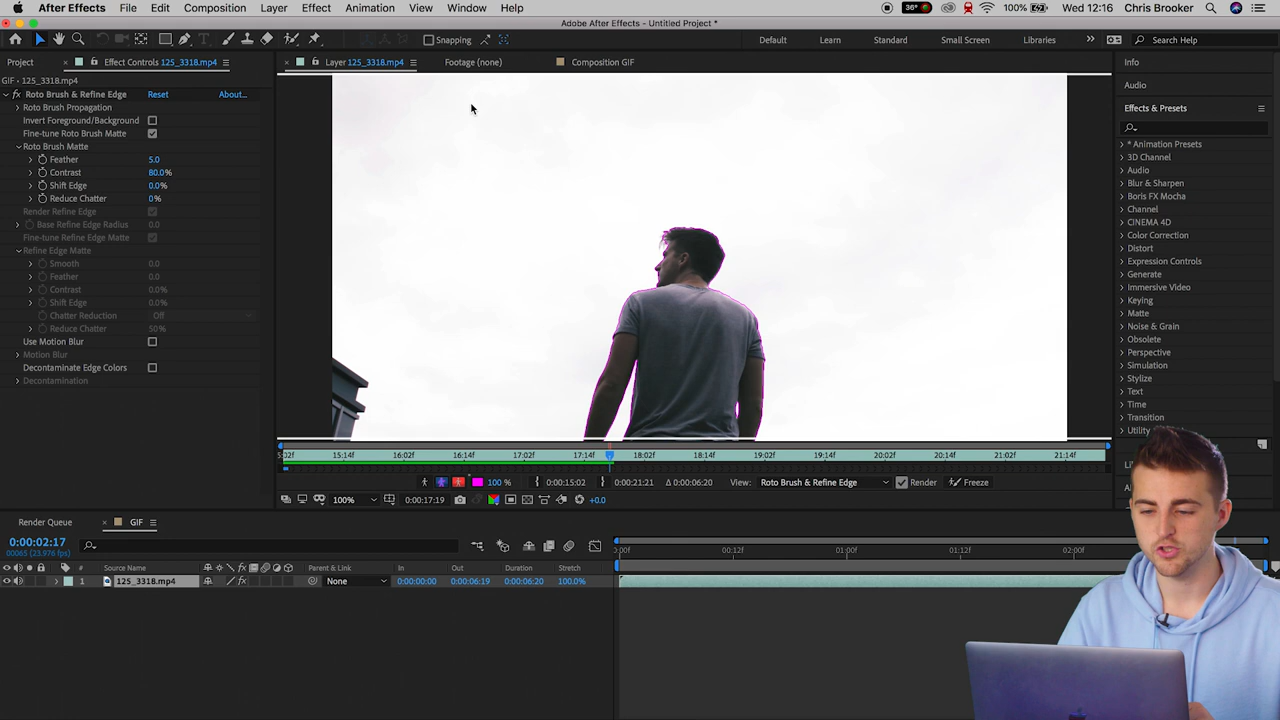 After Effects File Edit Composition Layer Effect Animation View Window Help 36° 100% Wed 12:16 Chris Brooker
Adobe After Effects - Untitled Project *
Snapping Default Learn Standard Small Screen Libraries Search Help
Project Effect Controls 125_3318.mp4 Layer 125_3318.mp4 Footage (none) Composition GIF Info
GIF • 125_3318.mp4
Audio
fx Roto Brush & Refine Edge Reset About...
Roto Brush Propagation
Invert Foreground/Background
Fine-tune Roto Brush Matte
Roto Brush Matte
Feather 5.0
Contrast 80.0%
Shift Edge 0.0%
Reduce Chatter 0%
Render Refine Edge
Base Refine Edge Radius 0.0
Fine-tune Refine Edge Matte
Refine Edge Matte
Smooth 0.0
Feather 0.0
Contrast 0.0%
Shift Edge 0.0%
Chatter Reduction Off
Reduce Chatter 50%
Use Motion Blur
Motion Blur
Decontaminate Edge Colors
Decontamination
Effects & Presets
* Animation Presets
3D Channel
Audio
Blur & Sharpen
Boris FX Mocha
Channel
CINEMA 4D
Color Correction
Distort
Expression Controls
Generate
Immersive Video
Keying
Matte
Noise & Grain
Obsolete
Perspective
Simulation
Stylize
Text
Time
Transition
Utility
5:02f 15:14f 16:02f 16:14f 17:02f 17:14f 18:02f 18:14f 19:02f 19:14f 20:02f 20:14f 21:02f 21:14f
100 % 0:00:15:02 0:00:21:21 Δ 0:00:06:20 View: Roto Brush & Refine Edge Render Freeze
100% 0:00:17:19 +0.0
Render Queue GIF
0:00:02:17
00065 (23.976 fps)
:00f 00:12f 01:00f 01:12f 02:00f
# Source Name fx Parent & Link In Out Duration Stretch
1 125_3318.mp4 fx None 0:00:00:00 0:00:06:19 0:00:06:20 100.0%